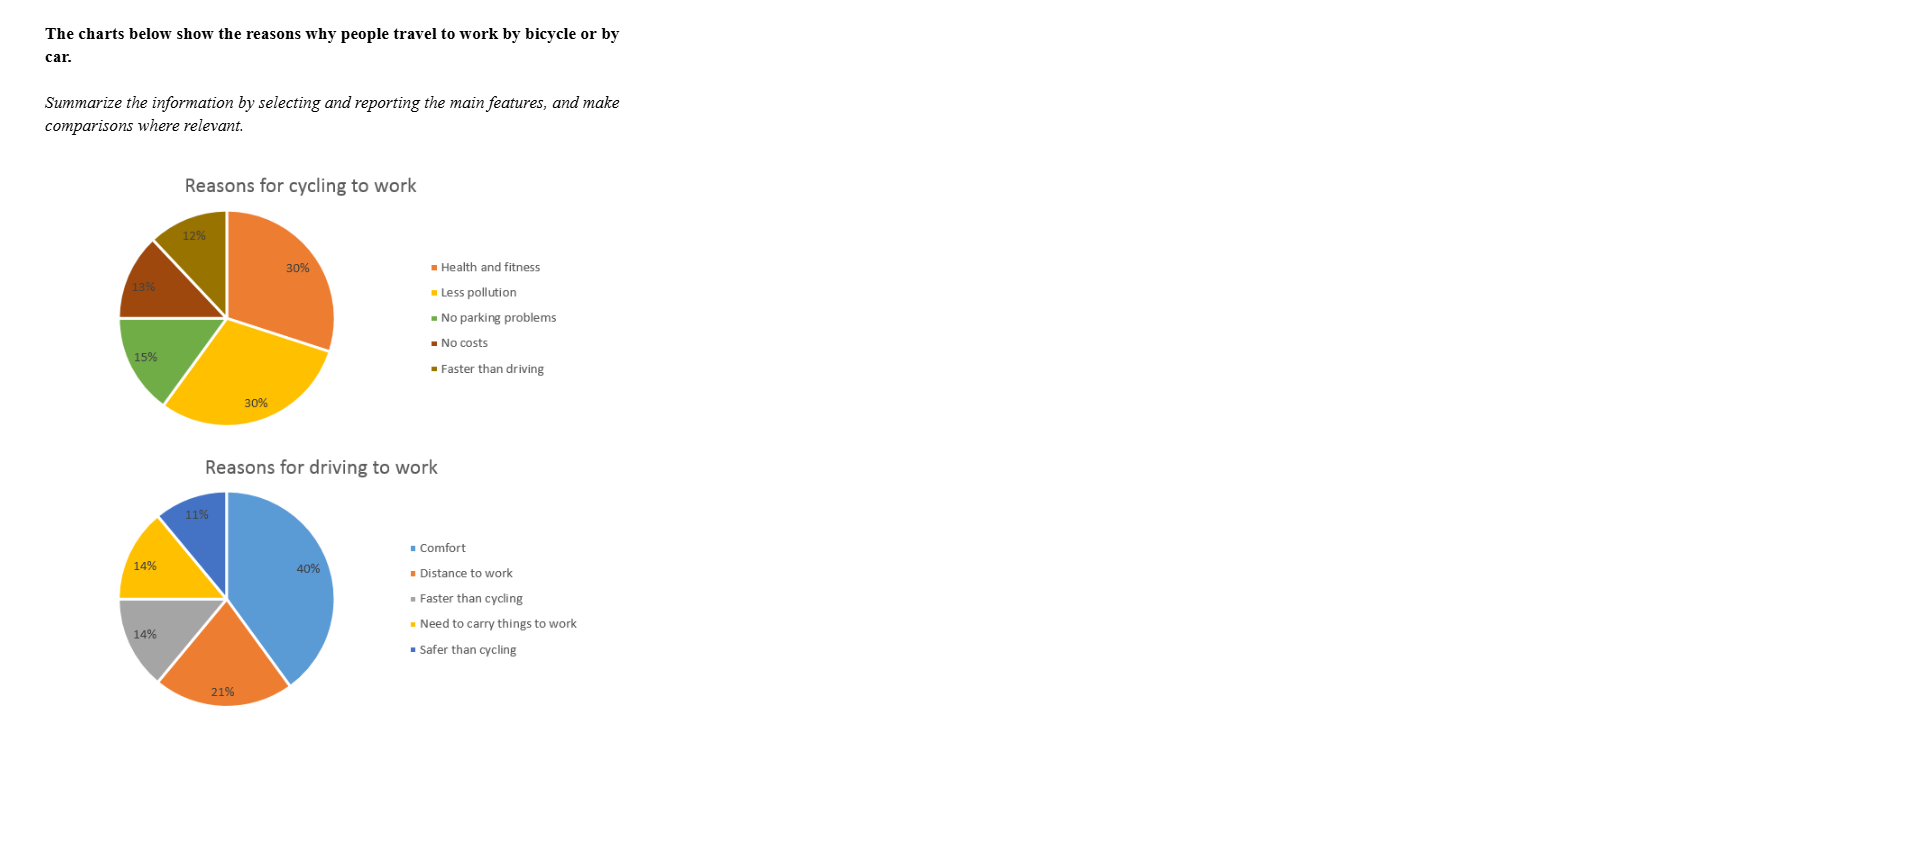 The charts below show the reasons why people travel to work by bicycle or by
car.
Summarize the information by selecting and reporting the main features, and make
comparisons where relevant.
Reasons for cycling to work
12%
30%
13%
15%
30%
Health and fitness
Less pollution
No parking problems
No costs
Faster than driving
Reasons for driving to work
11%
14%
40%
14%
21%
Comfort
Distance to work
Faster than cycling
Need to carry things to work
Safer than cycling